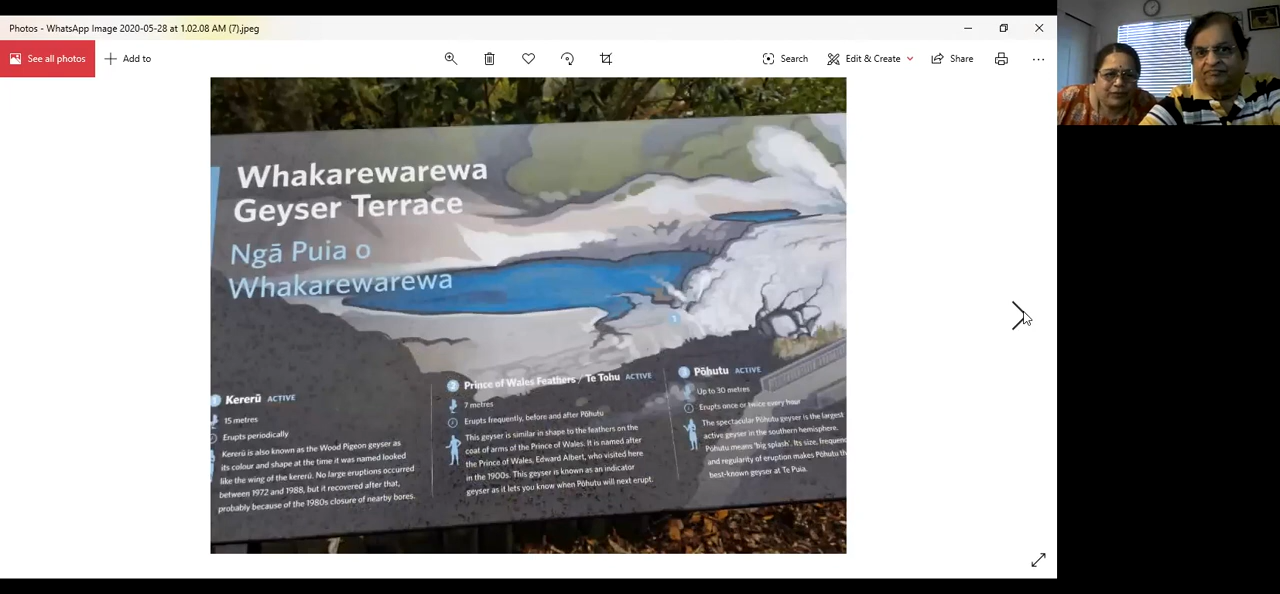 Photos - WhatsApp Image 2020-05-28 at 1.02.08 AM (7).jpeg
See all photos
Add to
Search
Edit & Create
Share
Whakarewarewa
Geyser Terrace
Ngā Puia o
Whakarewarewa
1
1 Kererū ACTIVE
15 metres
Erupts periodically
Kererū is also known as the Wood Pigeon geyser as
its colour and shape at the time it was named looked
like the wing of the kererū. No large eruptions occurred
between 1972 and 1988, but it recovered after that,
probably because of the 1980s closure of nearby bores.
2 Prince of Wales Feathers / Te Tohu ACTIVE
7 metres
Erupts frequently, before and after Pōhutu
This geyser is similar in shape to the feathers on the
coat of arms of the Prince of Wales. It is named after
the Prince of Wales, Edward Albert, who visited here
in the 1900s. This geyser is known as an indicator
geyser as it lets you know when Pōhutu will next erupt.
3 Pōhutu ACTIVE
Up to 30 metres
Erupts once or twice every hour
The spectacular Pōhutu geyser is the largest
active geyser in the southern hemisphere.
Pōhutu means 'big splash'. Its size, frequenc
and regularity of eruption makes Pōhutu th
best-known geyser at Te Puia.